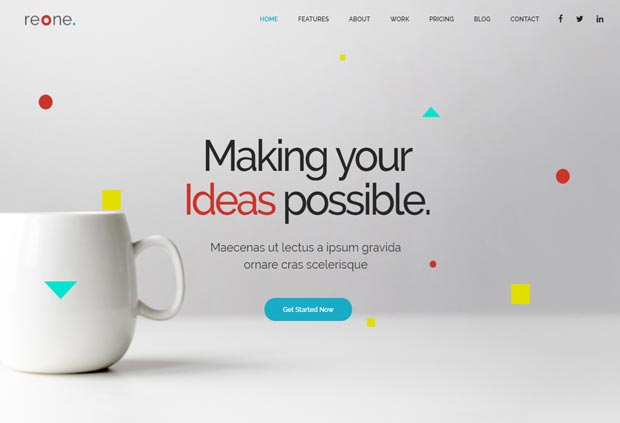 reone.
HOME FEATURES ABOUT WORK PRICING BLOG CONTACT
Making your
Ideas possible.
Maecenas ut lectus a ipsum gravida
ornare cras scelerisque
Get Started Now